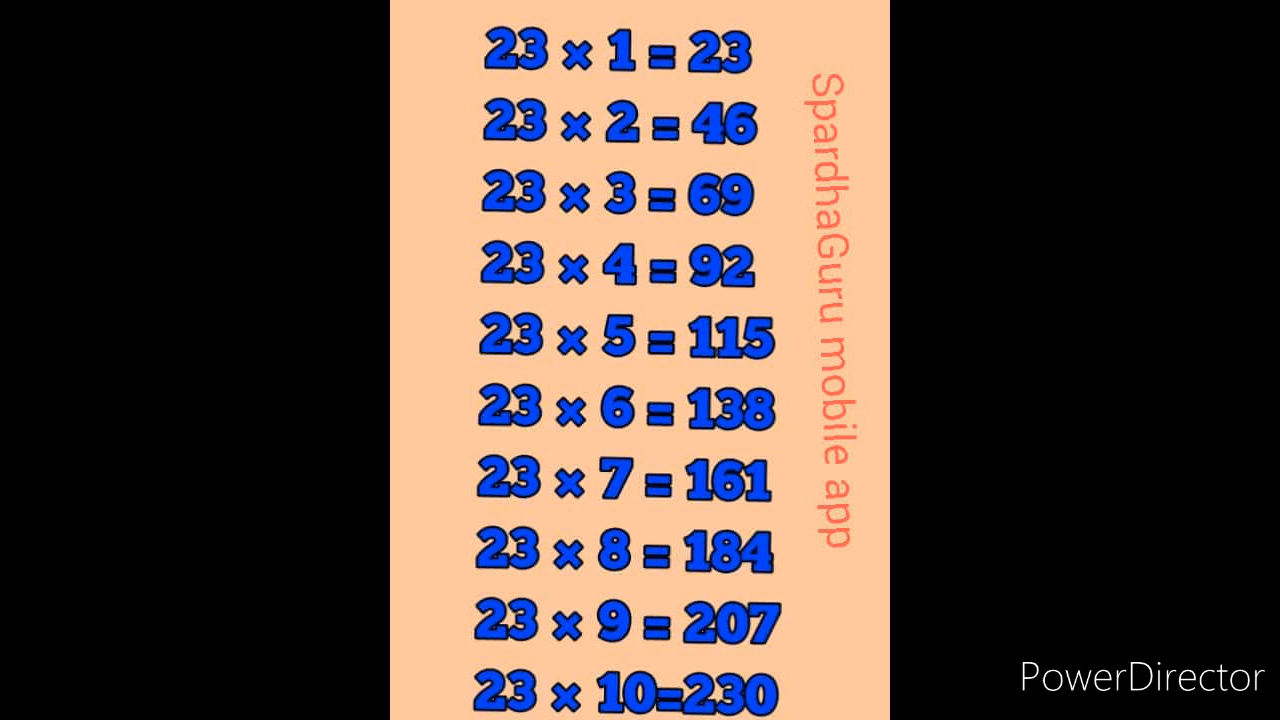 23 × 1 = 23
23 × 2 = 46
23 × 3 = 69
23 × 4 = 92
23 × 5 = 115
23 × 6 = 138
23 × 7 = 161
23 × 8 = 184
23 × 9 = 207
23 × 10=230
SpardhaGuru mobile app
PowerDirector